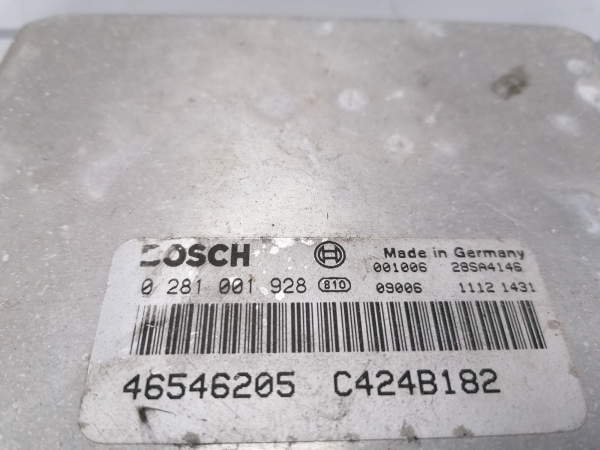 BOSCH Made in Germany
001006 28SA4146
0 281 001 928 810 09006 1112 1431
46546205 C424B182